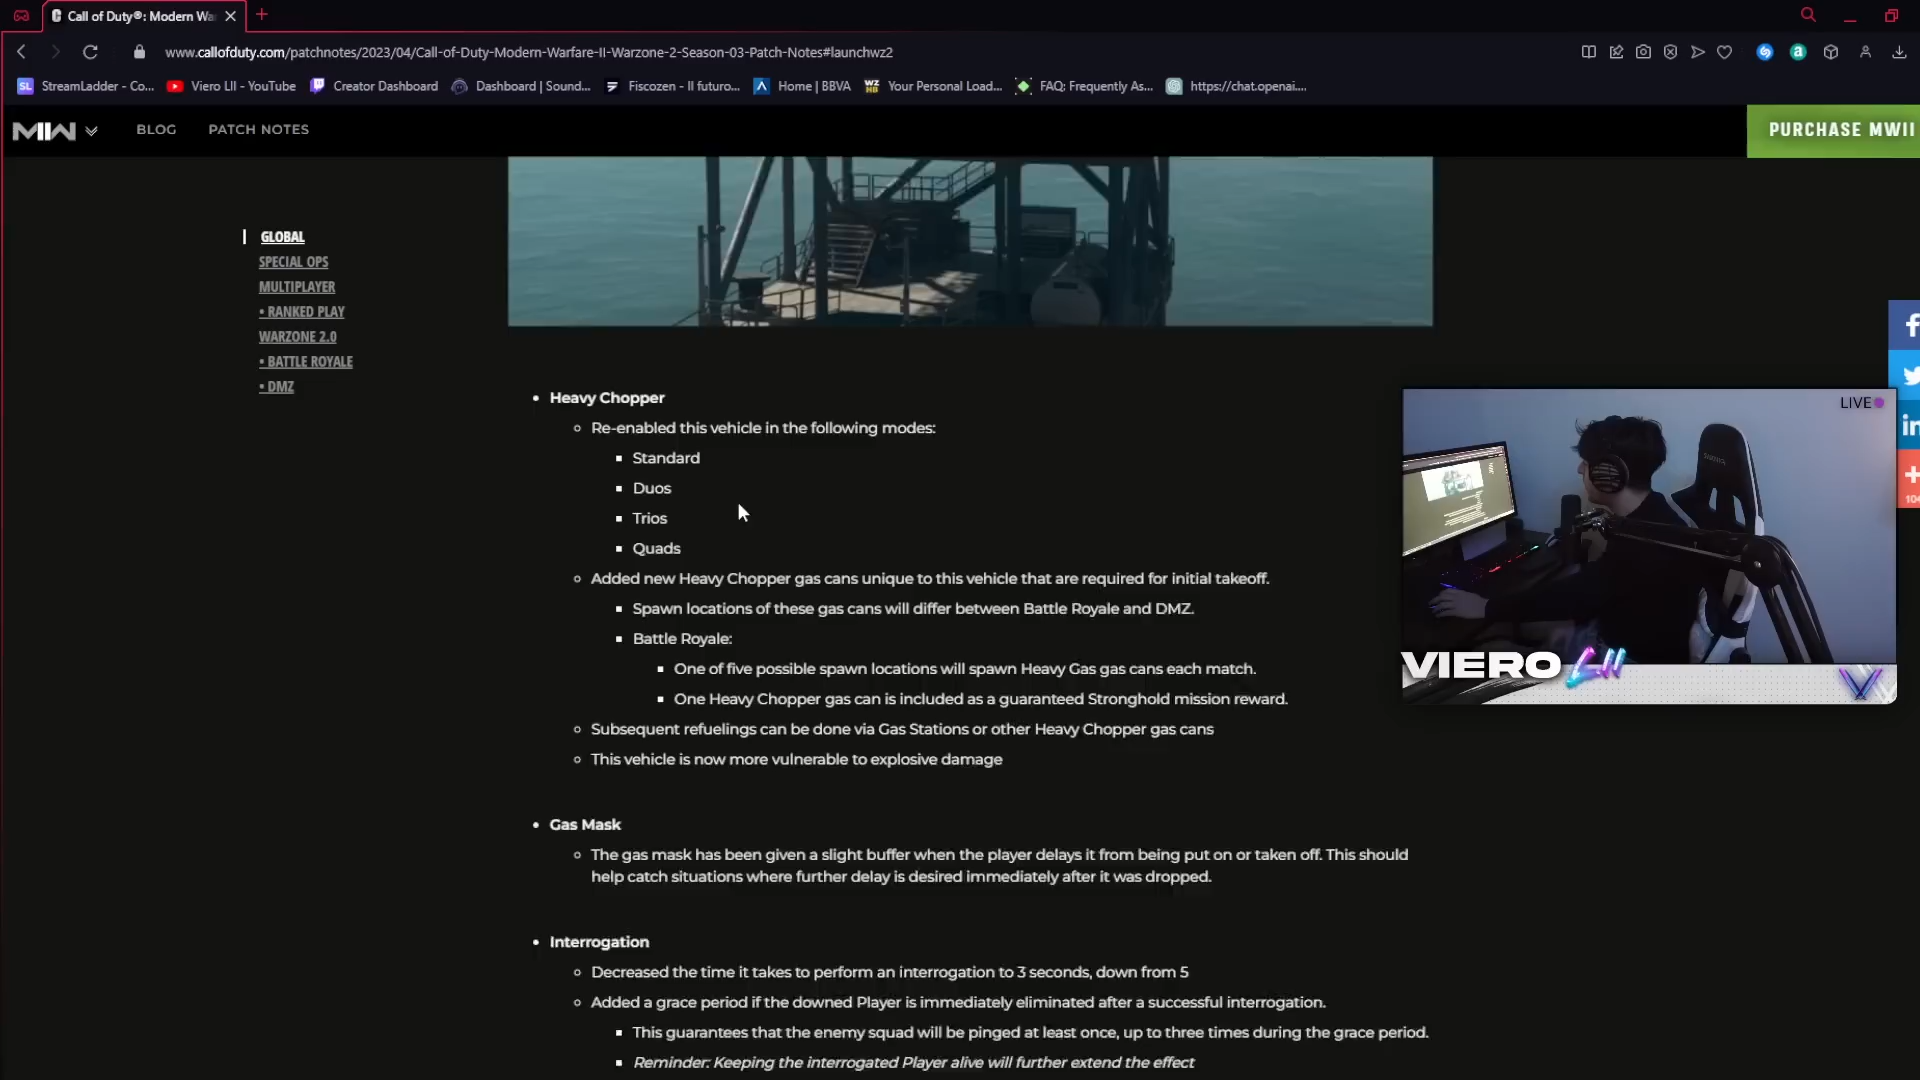 Call of Duty®: Modern Wa
www.callofduty.com/patchnotes/2023/04/Call-of-Duty-Modern-Warfare-II-Warzone-2-Season-03-Patch-Notes#launchwz2
SL StreamLadder - Co... Viero LII - YouTube Creator Dashboard Dashboard | Sound... Fiscozen - Il futuro... Home | BBVA WZ HB Your Personal Load... FAQ: Frequently As... https://chat.openai....
MW BLOG PATCH NOTES PURCHASE MWII
GLOBAL
SPECIAL OPS
MULTIPLAYER
• RANKED PLAY
WARZONE 2.0
• BATTLE ROYALE
• DMZ
• Heavy Chopper
Re-enabled this vehicle in the following modes:
Standard
Duos
Trios
Quads
Added new Heavy Chopper gas cans unique to this vehicle that are required for initial takeoff.
Spawn locations of these gas cans will differ between Battle Royale and DMZ.
Battle Royale:
One of five possible spawn locations will spawn Heavy Gas gas cans each match.
One Heavy Chopper gas can is included as a guaranteed Stronghold mission reward.
Subsequent refuelings can be done via Gas Stations or other Heavy Chopper gas cans
This vehicle is now more vulnerable to explosive damage
• Gas Mask
The gas mask has been given a slight buffer when the player delays it from being put on or taken off. This should
help catch situations where further delay is desired immediately after it was dropped.
• Interrogation
Decreased the time it takes to perform an interrogation to 3 seconds, down from 5
Added a grace period if the downed Player is immediately eliminated after a successful interrogation.
This guarantees that the enemy squad will be pinged at least once, up to three times during the grace period.
Reminder: Keeping the interrogated Player alive will further extend the effect
LIVE
VIERO LII